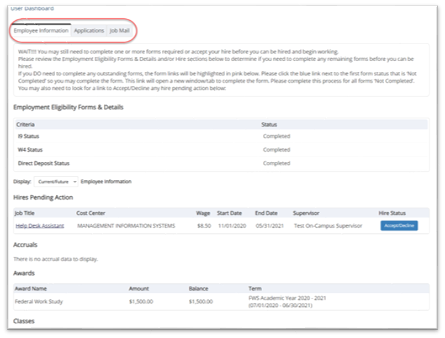 User Dashboard
Employee Information Applications Job Mail
WAIT!!! You may still need to complete one or more forms required or accept your hire before you can be hired and begin working.
Please review the Employment Eligibility Forms & Details and/or Hire sections below to determine if you need to complete any remaining forms before you can be
hired.
If you DO need to complete any outstanding forms, the form links will be highlighted in pink below. Please click the blue link next to the first form status that is 'Not
Completed' so you may complete the form. This link will open a new window/tab to complete the form. Please complete this process for all forms 'Not Completed'.
You may also need to look for a link to Accept/Decline any hire pending action below:
Employment Eligibility Forms & Details
Criteria Status
I9 Status Completed
W4 Status Completed
Direct Deposit Status Completed
Display: Current/Future Employee Information
Hires Pending Action
Job Title Cost Center Wage Start Date End Date Supervisor Hire Status
Help Desk Assistant MANAGEMENT INFORMATION SYSTEMS $8.50 11/01/2020 05/31/2021 Test On-Campus Supervisor Accept/Decline
Accruals
There is no accrual data to display.
Awards
Award Name Amount Balance Term
Federal Work Study $1,500.00 $1,500.00 FWS Academic Year 2020 - 2021
(07/01/2020 - 06/30/2021)
Classes